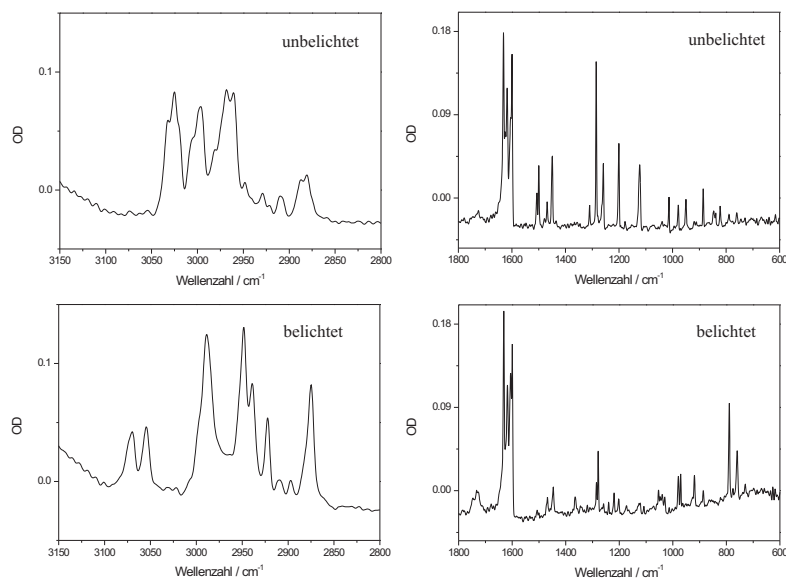 unbelichtet
0.1
0.0
OD
3150 3100 3050 3000 2950 2900 2850 2800
Wellenzahl / cm⁻¹
unbelichtet
0.18
0.09
0.00
OD
1800 1600 1400 1200 1000 800 600
Wellenzahl / cm⁻¹
belichtet
0.1
0.0
OD
3150 3100 3050 3000 2950 2900 2850 2800
Wellenzahl / cm⁻¹
belichtet
0.18
0.09
0.00
OD
1800 1600 1400 1200 1000 800 600
Wellenzahl / cm⁻¹